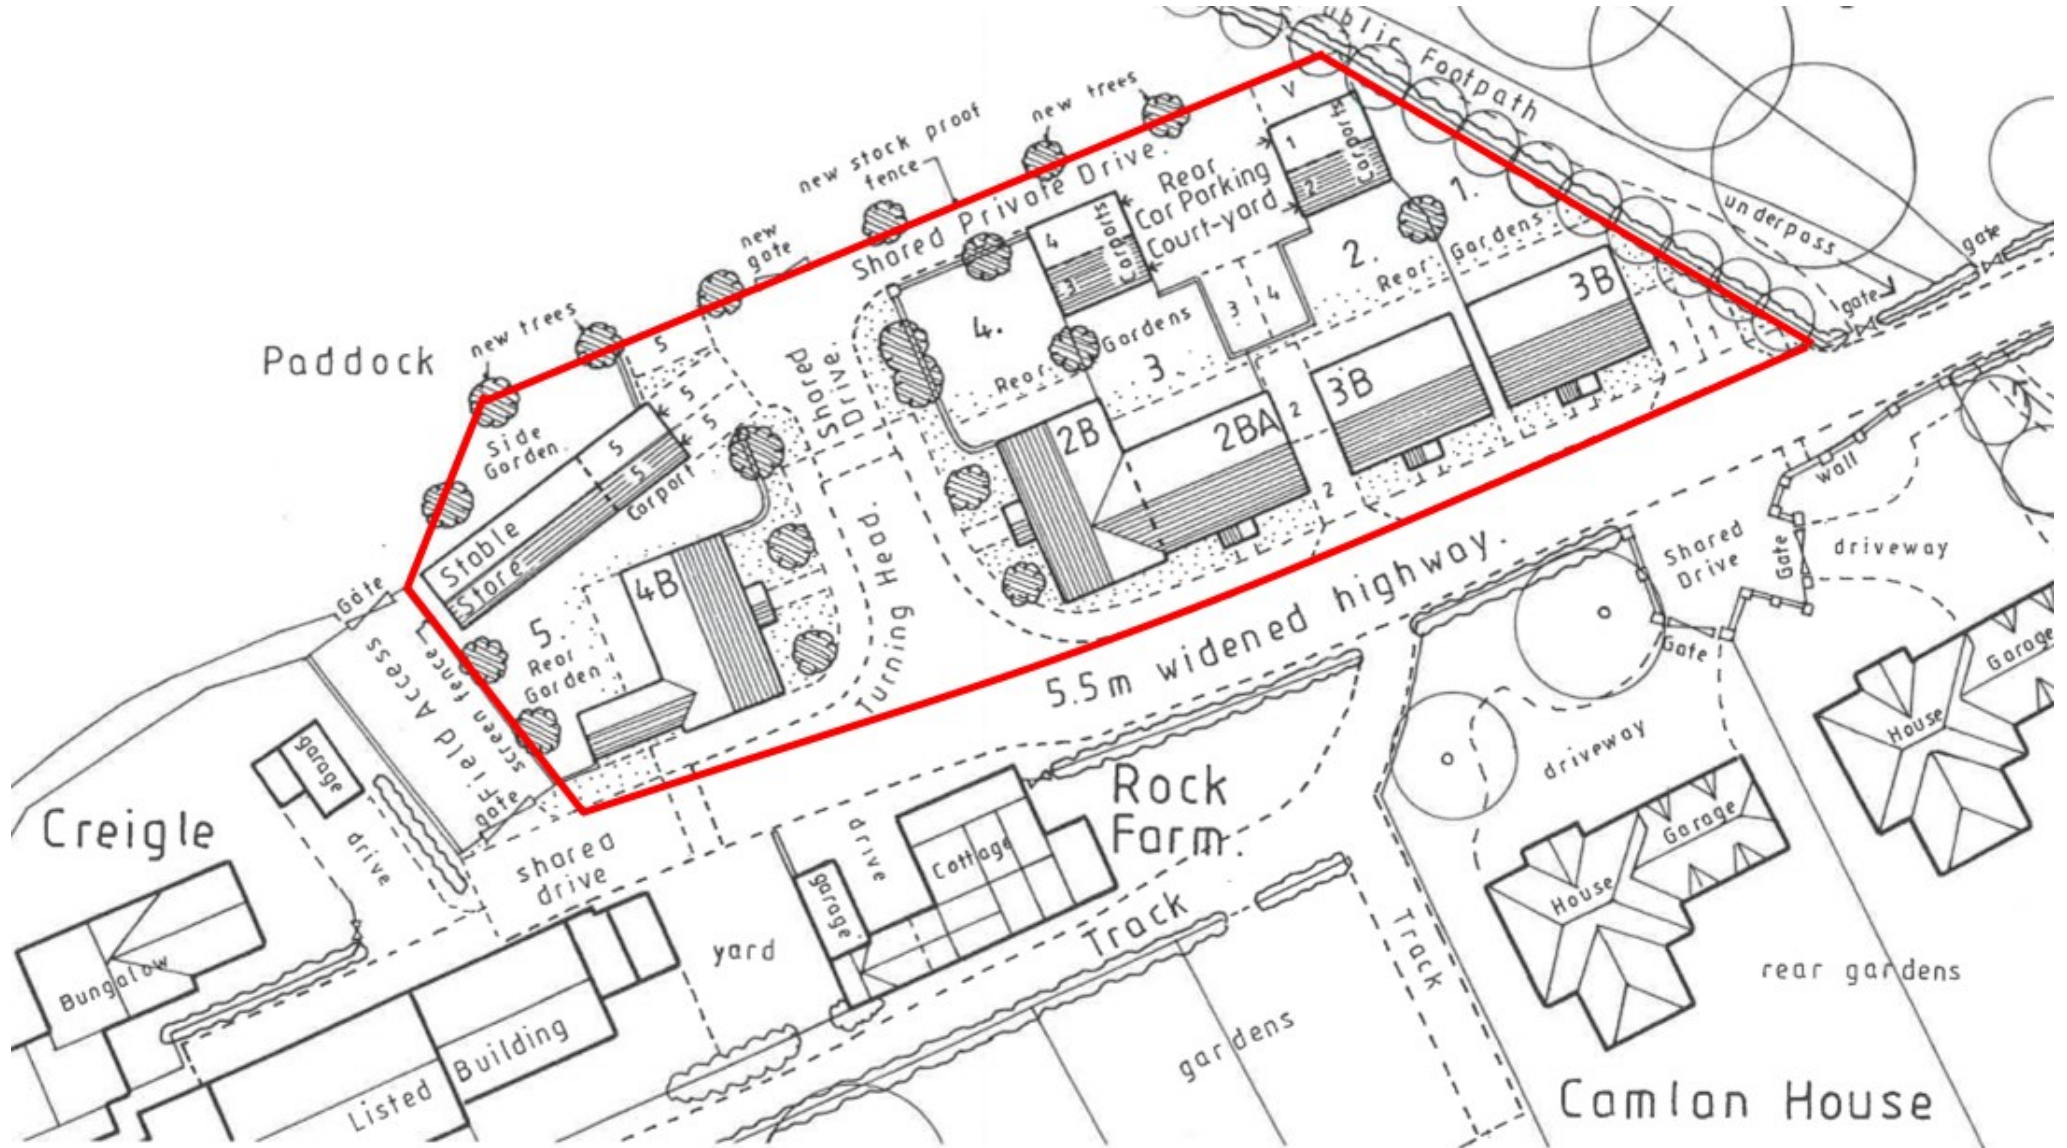 ublic Footpath
new trees
new stock proof
fence
V
1
2
Carports
Shared Private Drive.
Rear
Car Parking
Court-yard
1.
2.
Rear Gardens
underpass
gate
gate
new
gate
4
3
Carports
3
4
4.
Rear Gardens
3.
3B
1
1
1
new trees
Paddock
5
5
5
Shared
Drive.
3B
2
2
2B
2BA
Side
Garden.
5
5
Carport
Stable
Store
4B
5.
Rear
Garden
Turning Head.
5.5m widened highway.
wall
Shared
Drive
Gate
driveway
Gate
Gate
Field Access
screen fence
gate
garage
Creigle
drive
shared
drive
drive
Cottage
Rock
Farm.
garage
yard
Track
Track
driveway
House
Garage
House
Garage
Bungalow
Listed Building
gardens
rear gardens
Camlan House